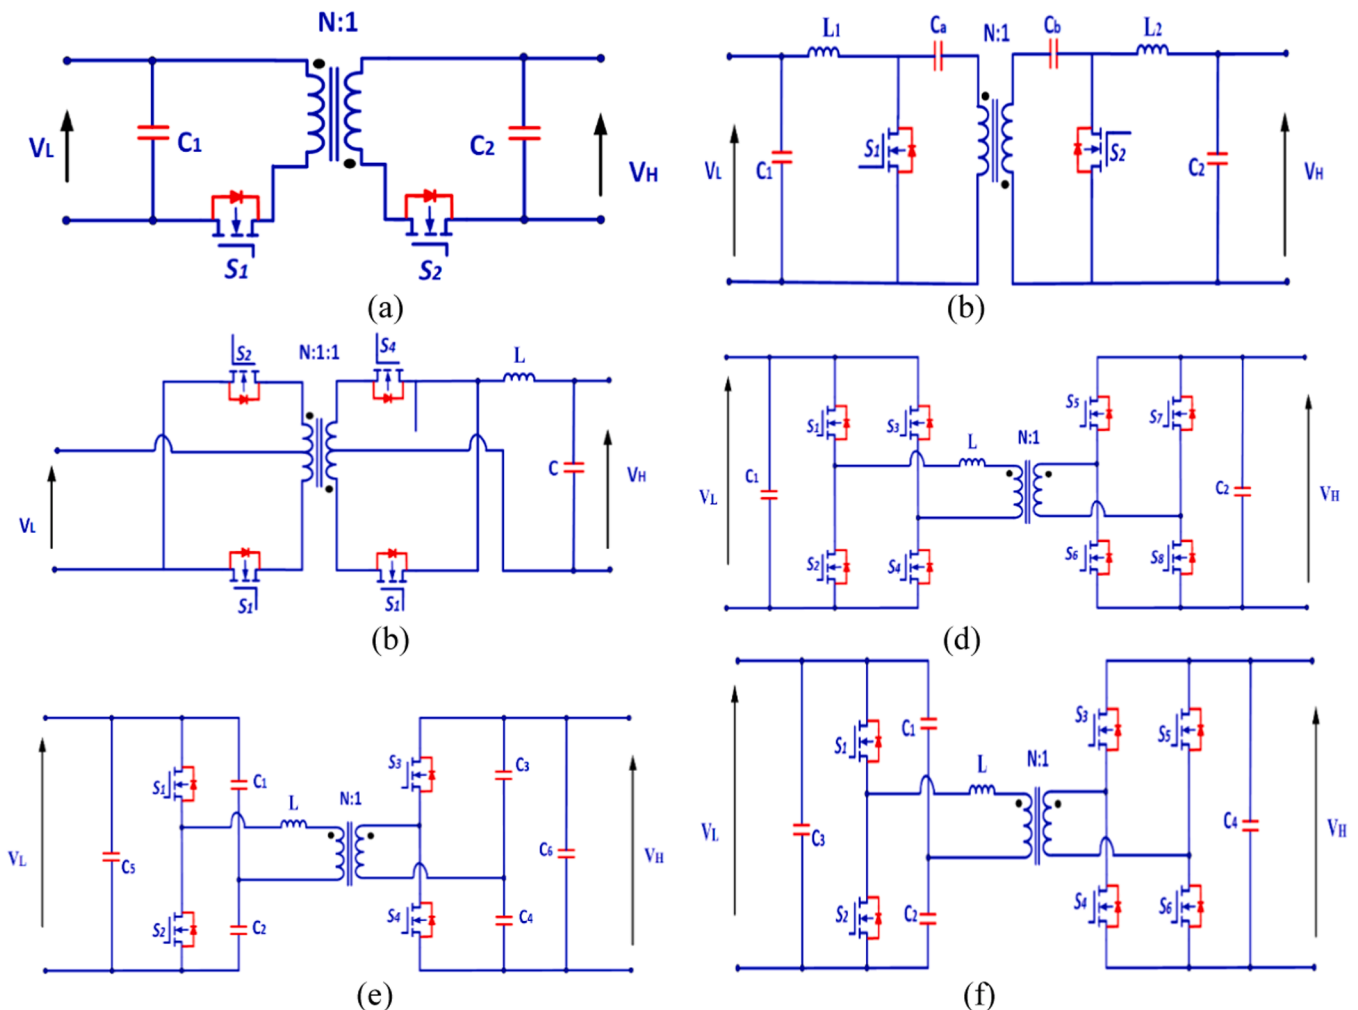 N:1
VL
C1
C2
VH
S1
S2
(a)
L1
Ca
N:1
Cb
L2
VL
C1
S1
S2
C2
VH
(b)
S2
N:1:1
S4
L
VL
C
VH
S1
S1
(b)
VL
C1
S1
S3
L
N:1
S5
S7
C2
VH
S2
S4
S6
S8
(d)
VL
C5
S1
C1
L
N:1
S3
C3
C6
VH
S2
C2
S4
C4
(e)
VL
C3
S1
C1
L
N:1
S3
S5
C4
VH
S2
C2
S4
S6
(f)